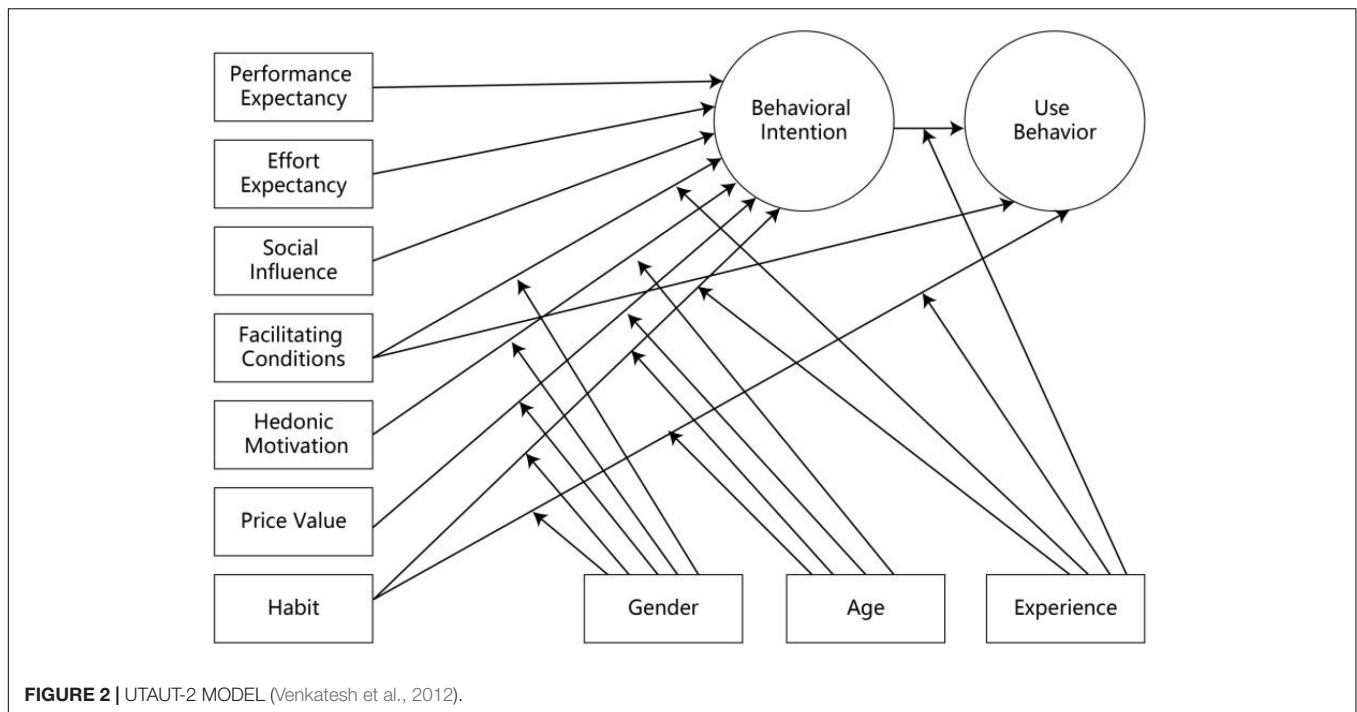 Performance
Expectancy
Effort
Expectancy
Social
Influence
Facilitating
Conditions
Hedonic
Motivation
Price Value
Habit
Behavioral
Intention
Use
Behavior
Gender
Age
Experience
FIGURE 2 | UTAUT-2 MODEL (Venkatesh et al., 2012).